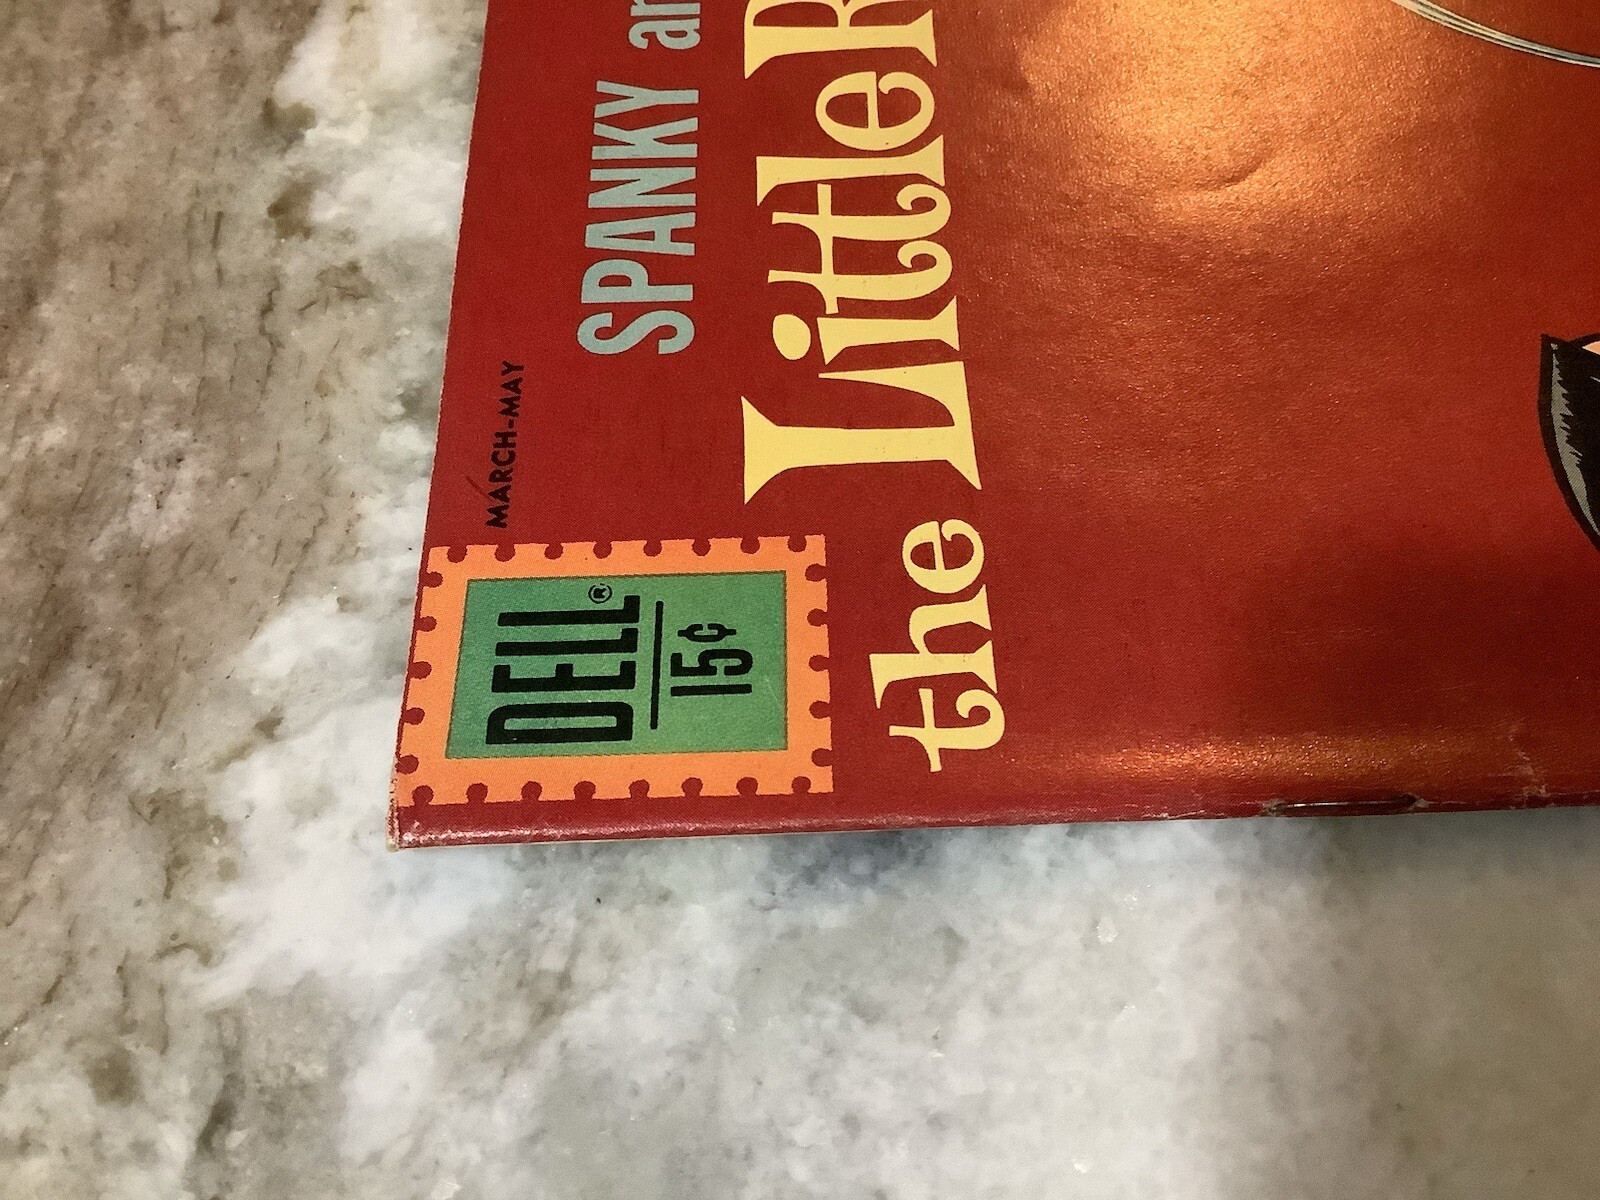 DELL®
15¢
MARCH-MAY
SPANKY
the Little